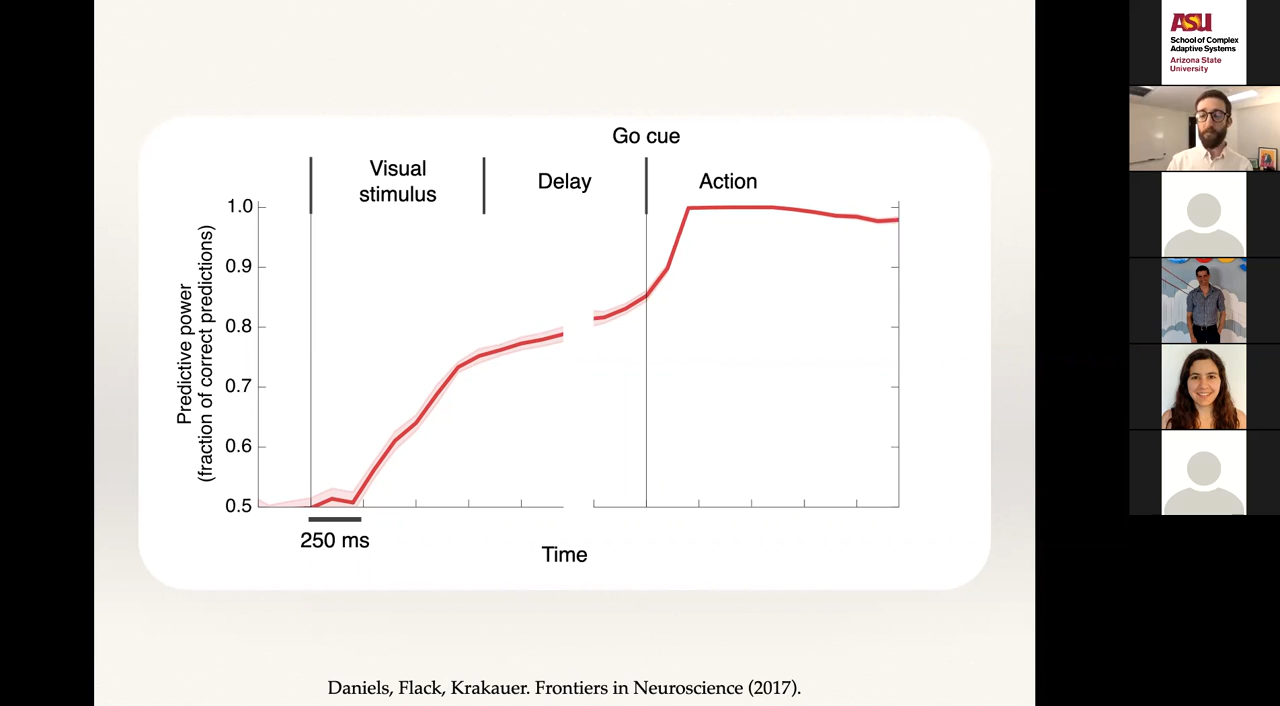 Go cue
Visual
stimulus
Delay
Action
Predictive power
(fraction of correct predictions)
1.0
0.9
0.8
0.7
0.6
0.5
250 ms
Time
Daniels, Flack, Krakauer. Frontiers in Neuroscience (2017).
ASU
School of Complex
Adaptive Systems
Arizona State
University